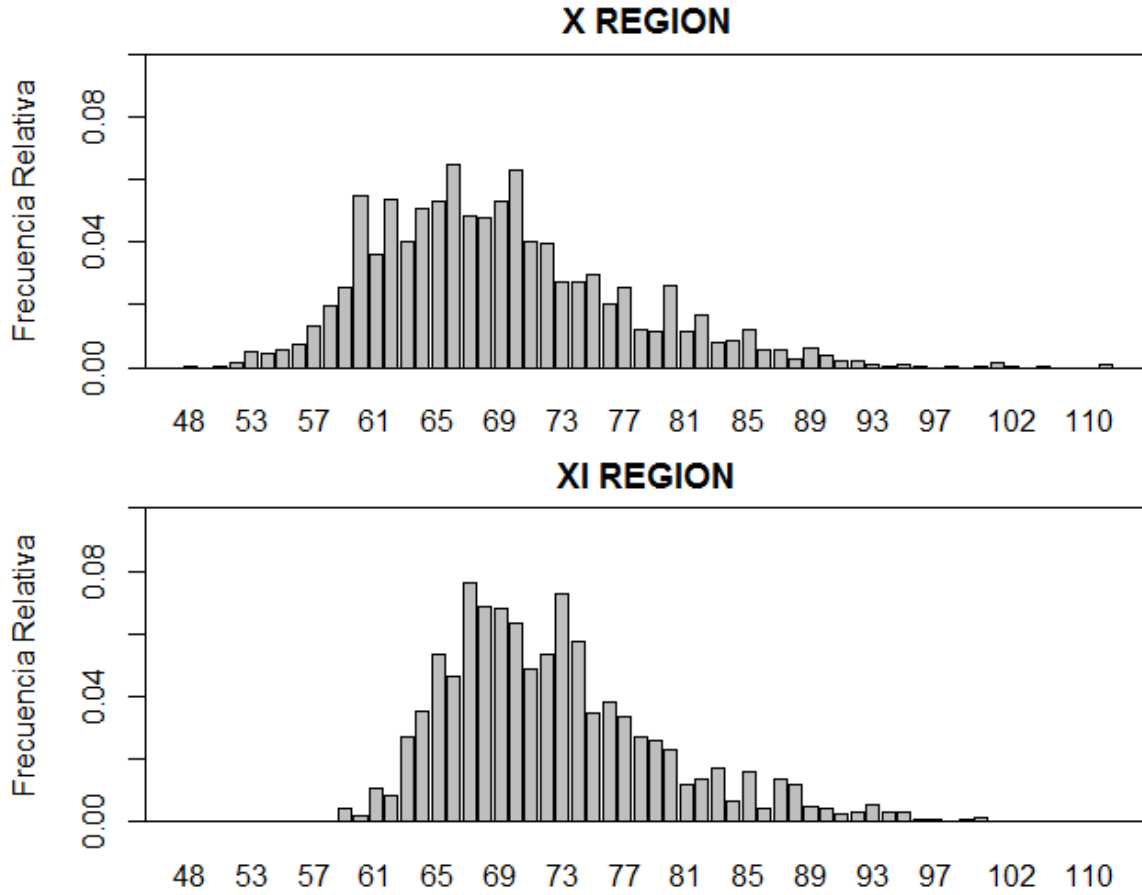 X REGION
Frecuencia Relativa
0.08
0.04
0.00
48 53 57 61 65 69 73 77 81 85 89 93 97 102 110
XI REGION
Frecuencia Relativa
0.08
0.04
0.00
48 53 57 61 65 69 73 77 81 85 89 93 97 102 110